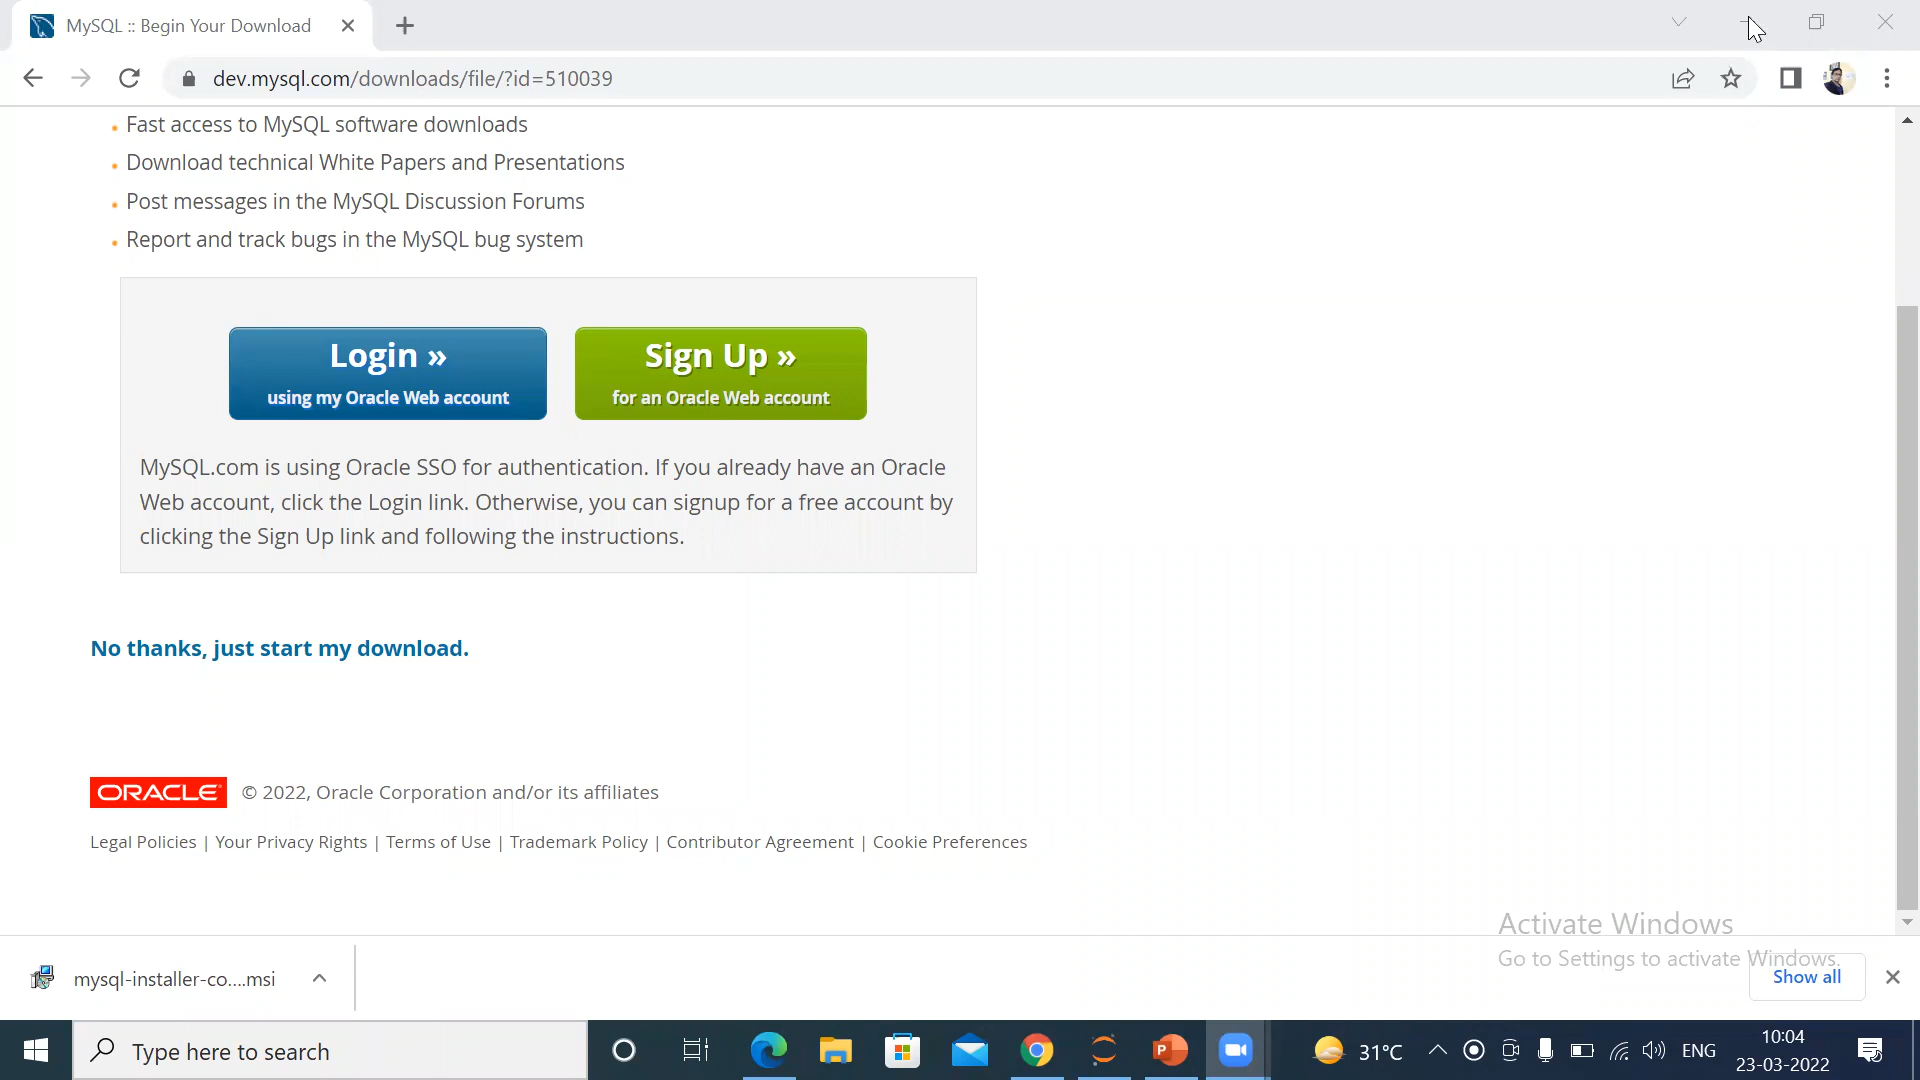 MySQL :: Begin Your Download
dev.mysql.com/downloads/file/?id=510039
Fast access to MySQL software downloads
Download technical White Papers and Presentations
Post messages in the MySQL Discussion Forums
Report and track bugs in the MySQL bug system
Login »
using my Oracle Web account
Sign Up »
for an Oracle Web account
MySQL.com is using Oracle SSO for authentication. If you already have an Oracle
Web account, click the Login link. Otherwise, you can signup for a free account by
clicking the Sign Up link and following the instructions.
No thanks, just start my download.
ORACLE © 2022, Oracle Corporation and/or its affiliates
Legal Policies | Your Privacy Rights | Terms of Use | Trademark Policy | Contributor Agreement | Cookie Preferences
Activate Windows
Go to Settings to activate Windows.
mysql-installer-co....msi
Show all
Type here to search
31°C
ENG
10:04
23-03-2022